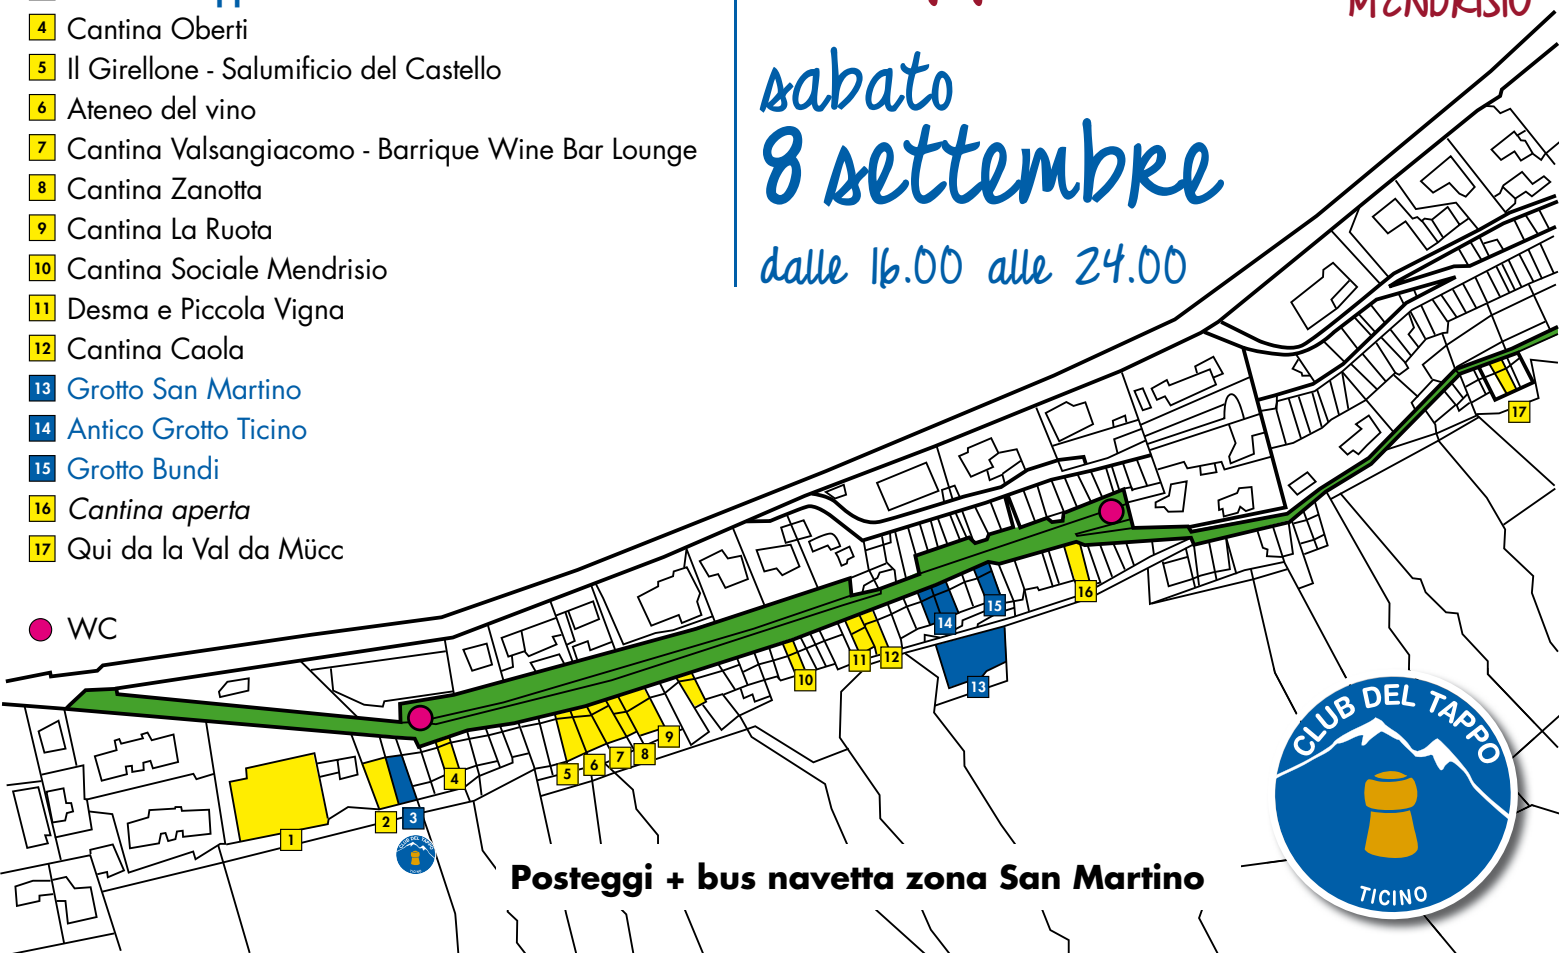 4 Cantina Oberti
5 Il Girellone - Salumificio del Castello
6 Ateneo del vino
7 Cantina Valsangiacomo - Barrique Wine Bar Lounge
8 Cantina Zanotta
9 Cantina La Ruota
10 Cantina Sociale Mendrisio
11 Desma e Piccola Vigna
12 Cantina Caola
13 Grotto San Martino
14 Antico Grotto Ticino
15 Grotto Bundi
16 Cantina aperta
17 Qui da la Val da Mücc
WC
MENDRISIO
sabato
8 settembre
dalle 16.00 alle 24.00
17
16
15
14
13
12
11
10
9
8
7
6
5
4
3
2
1
CLUB DEL TAPPO
Posteggi + bus navetta zona San Martino
CLUB DEL TAPPO
TICINO